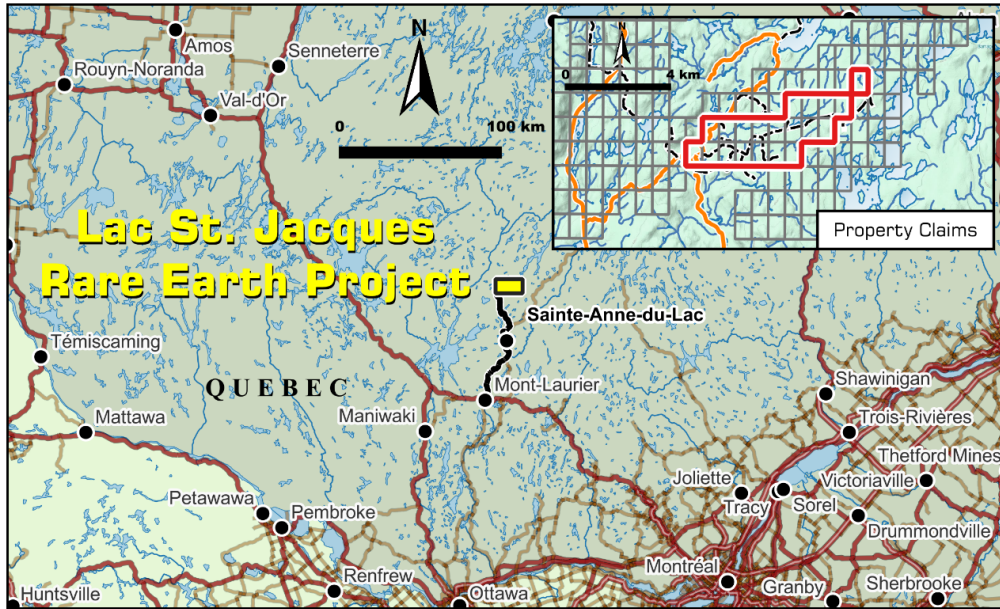 Amos
Senneterre
Rouyn-Noranda
Val-d'Or
N
0
100 km
N
0
4 km
Property Claims
Lac St. Jacques
Rare Earth Project
Sainte-Anne-du-Lac
Témiscaming
QUEBEC
Mont-Laurier
Shawinigan
Mattawa
Maniwaki
Trois-Rivières
Thetford Mines
Joliette
Victoriaville
Petawawa
Tracy
Sorel
Pembroke
Drummondville
Montréal
Renfrew
Huntsville
Ottawa
Granby
Sherbrooke